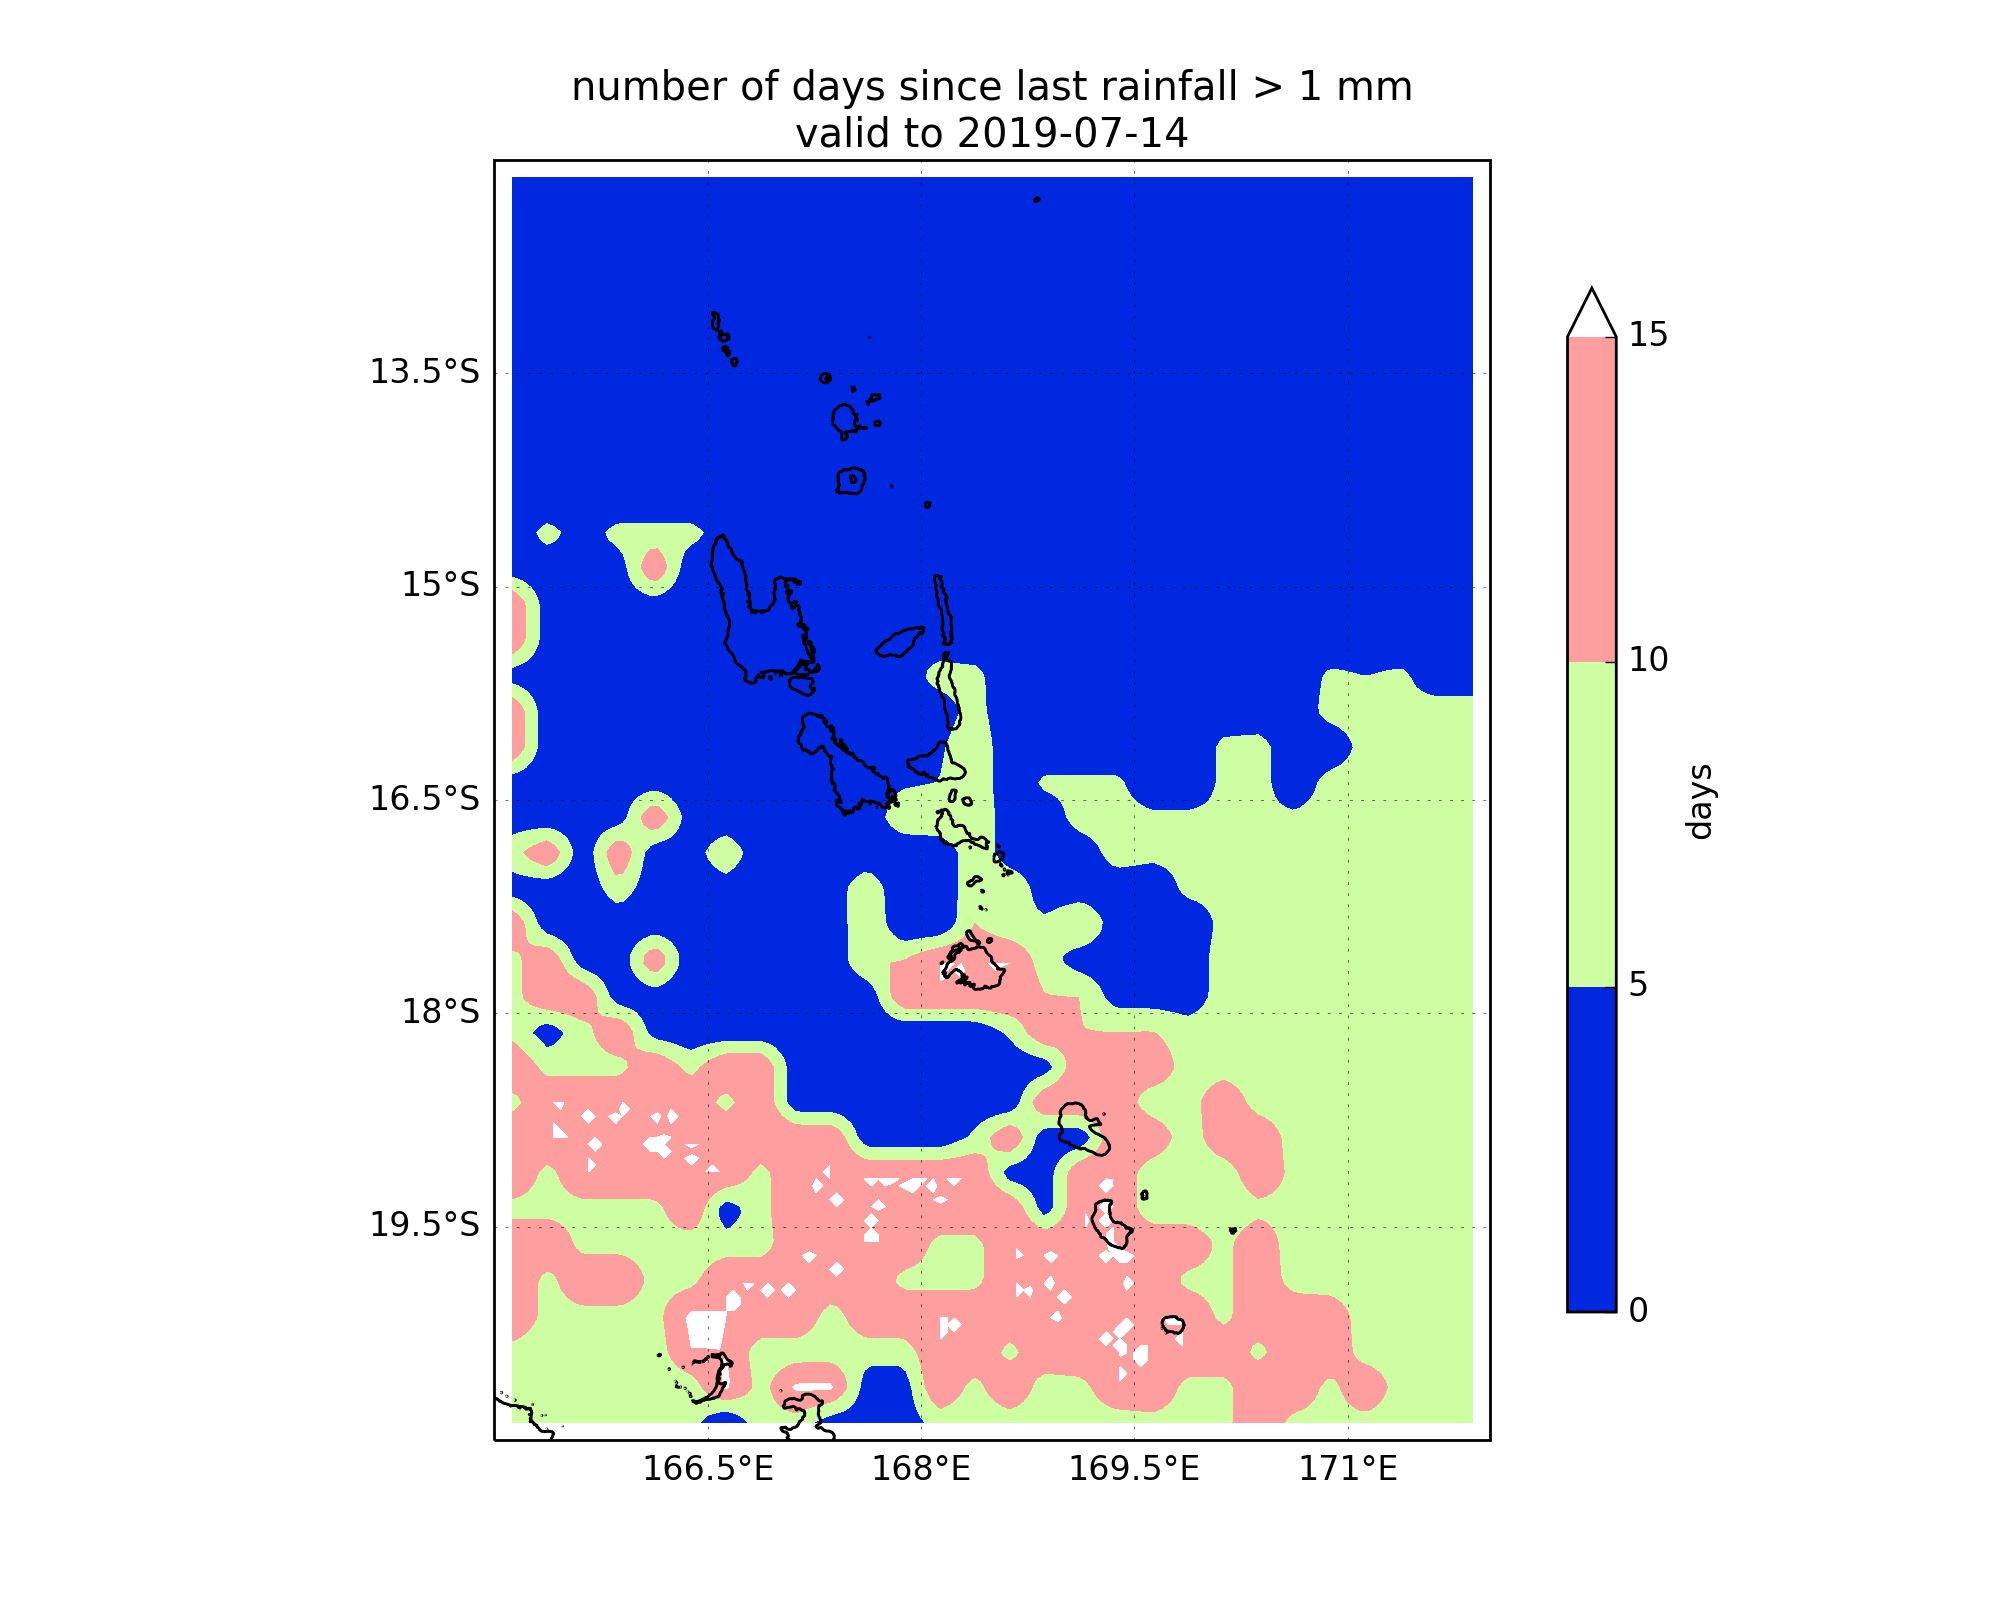 number of days since last rainfall > 1 mm
valid to 2019-07-14
13.5°S
15°S
16.5°S
18°S
19.5°S
166.5°E
168°E
169.5°E
171°E
15
10
5
0
days